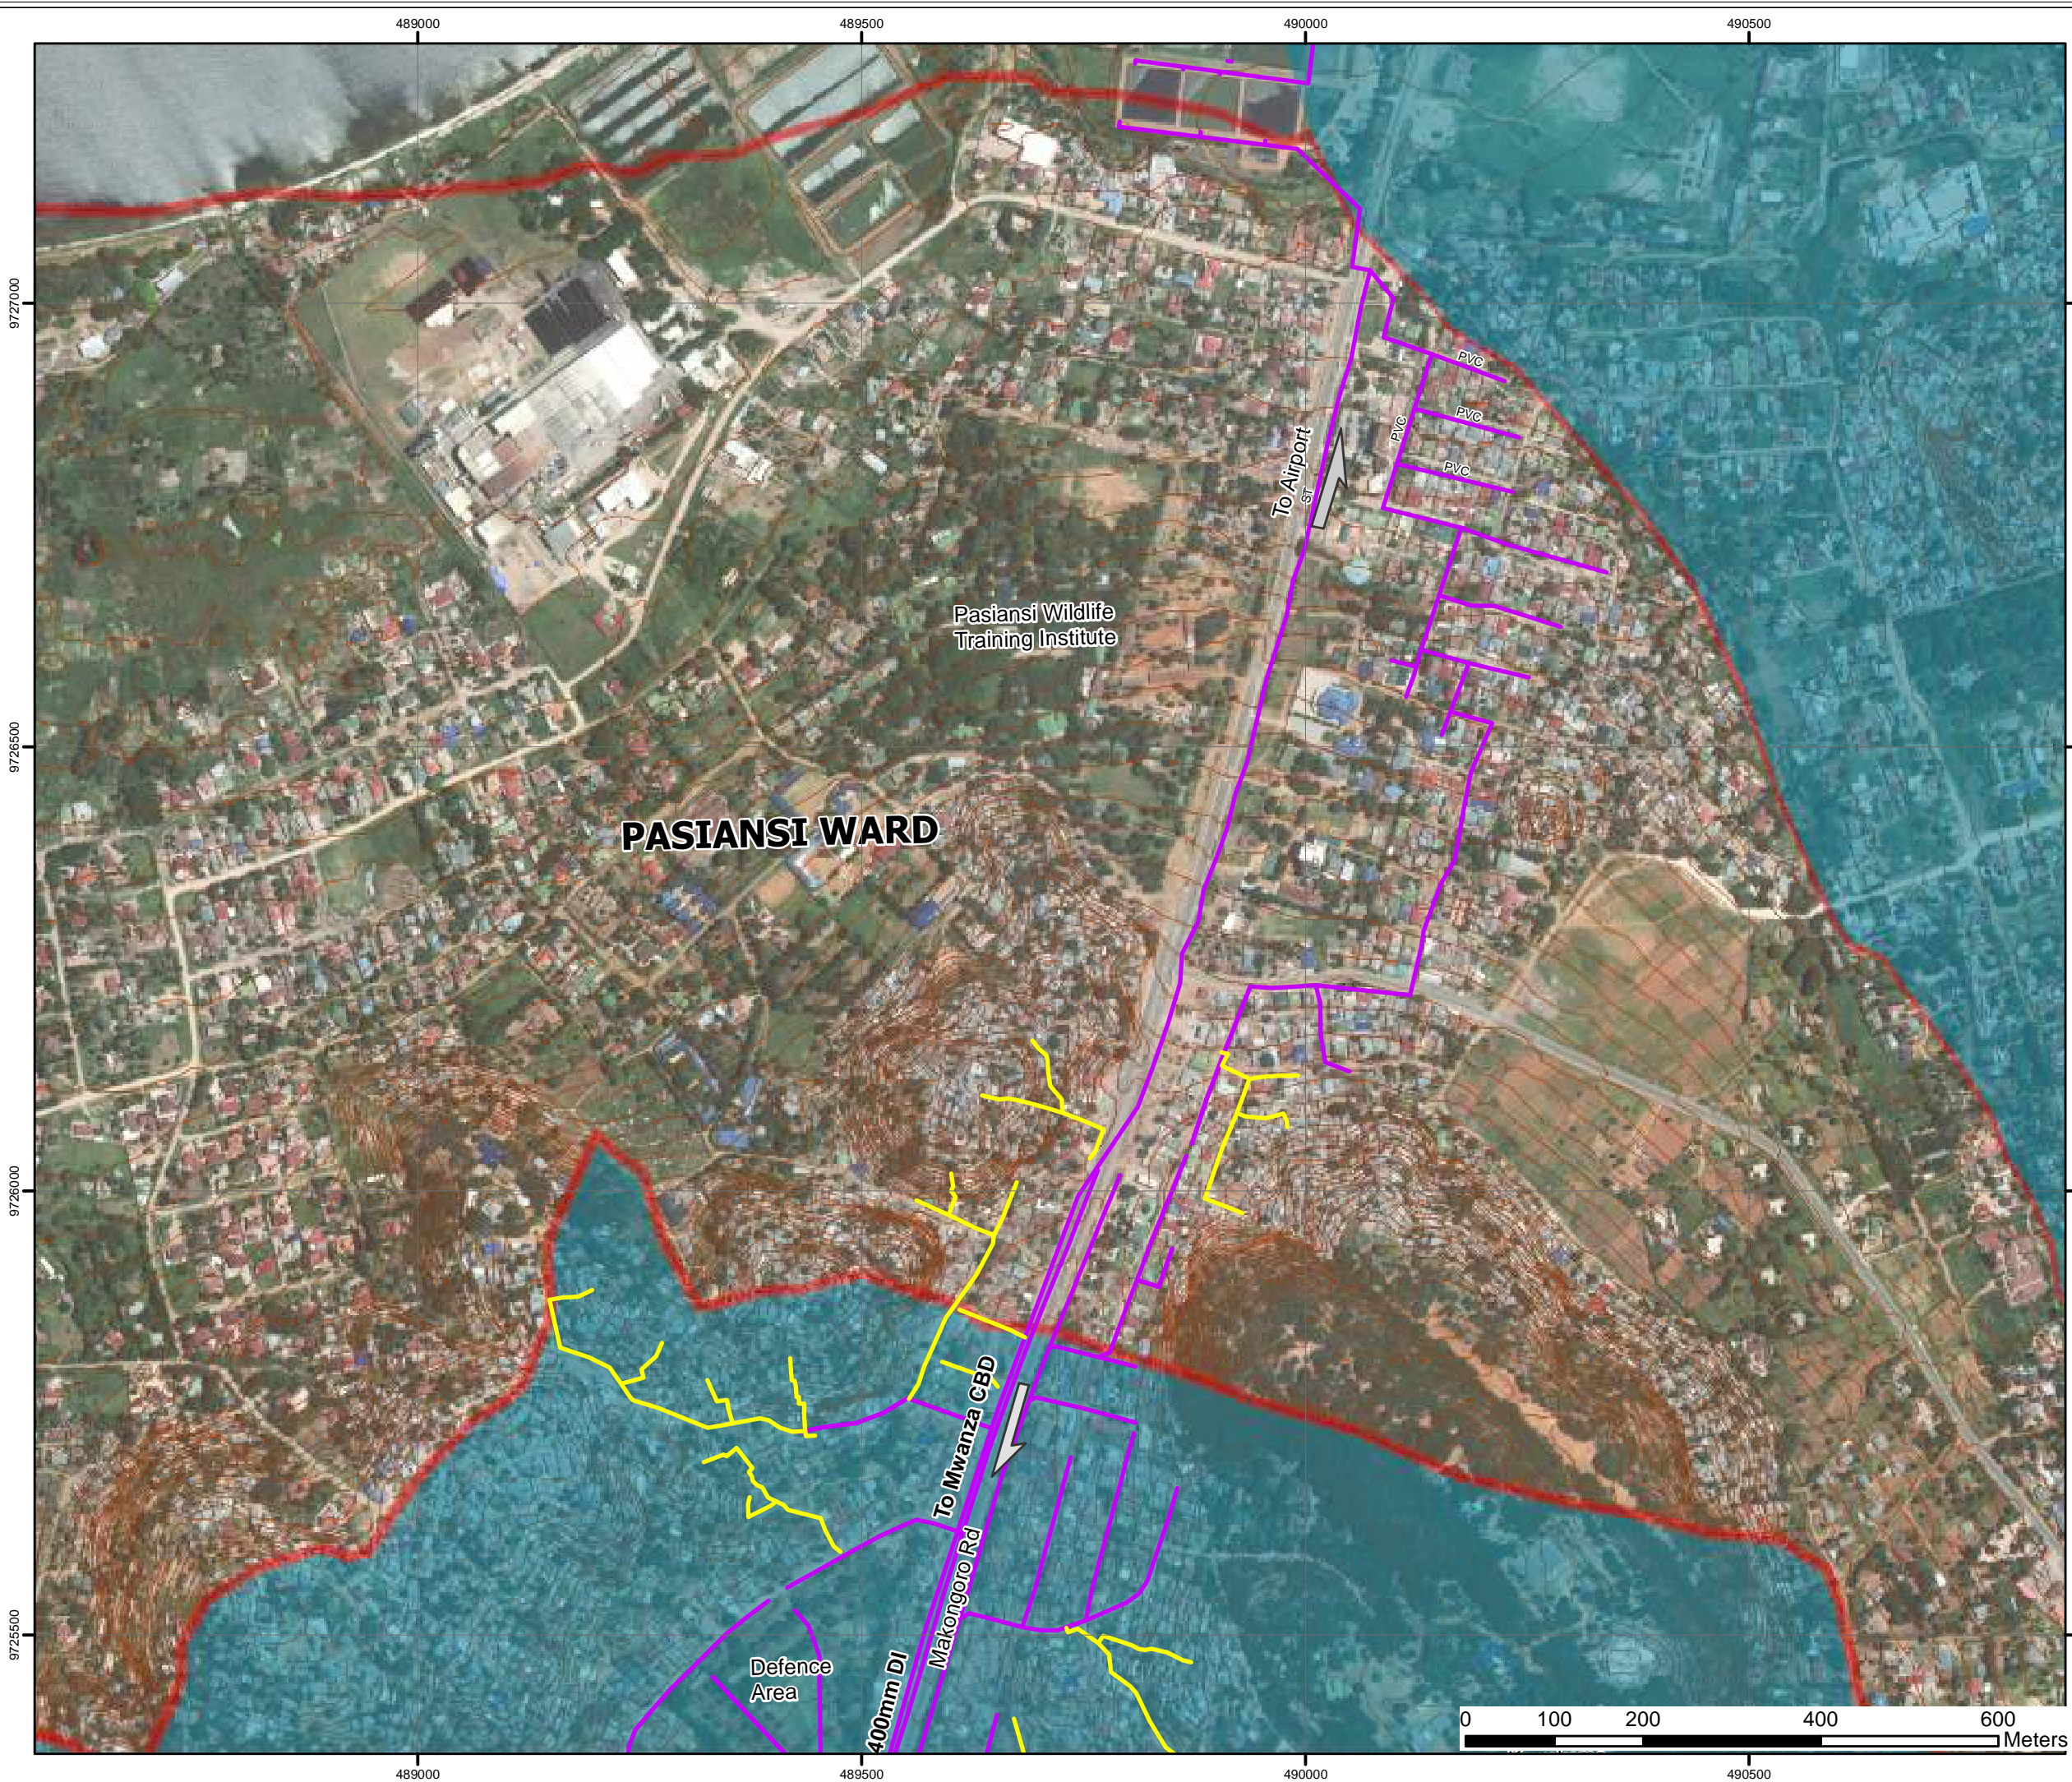 489000
489500
490000
490500
9727000
9726500
9726000
9725500
PVC
PVC
PVC
PVC
To Airport
ST
Pasiansi Wildlife
Training Institute
PASIANSI WARD
To Mwanza CBD
Makongoro Rd
400mm DI
Defence
Area
0 100 200 400 600
Meters
489000
489500
490000
490500